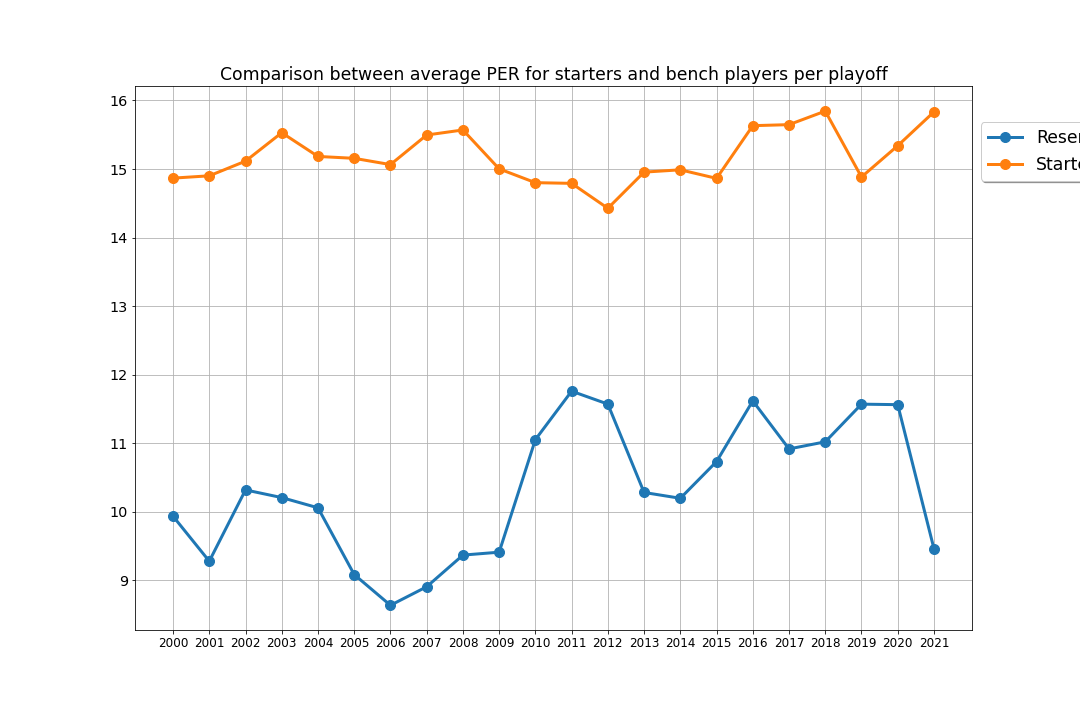 Comparison between average PER for starters and bench players per playoff
16
15
14
13
12
11
10
9
2000 2001 2002 2003 2004 2005 2006 2007 2008 2009 2010 2011 2012 2013 2014 2015 2016 2017 2018 2019 2020 2021
Reser
Starte